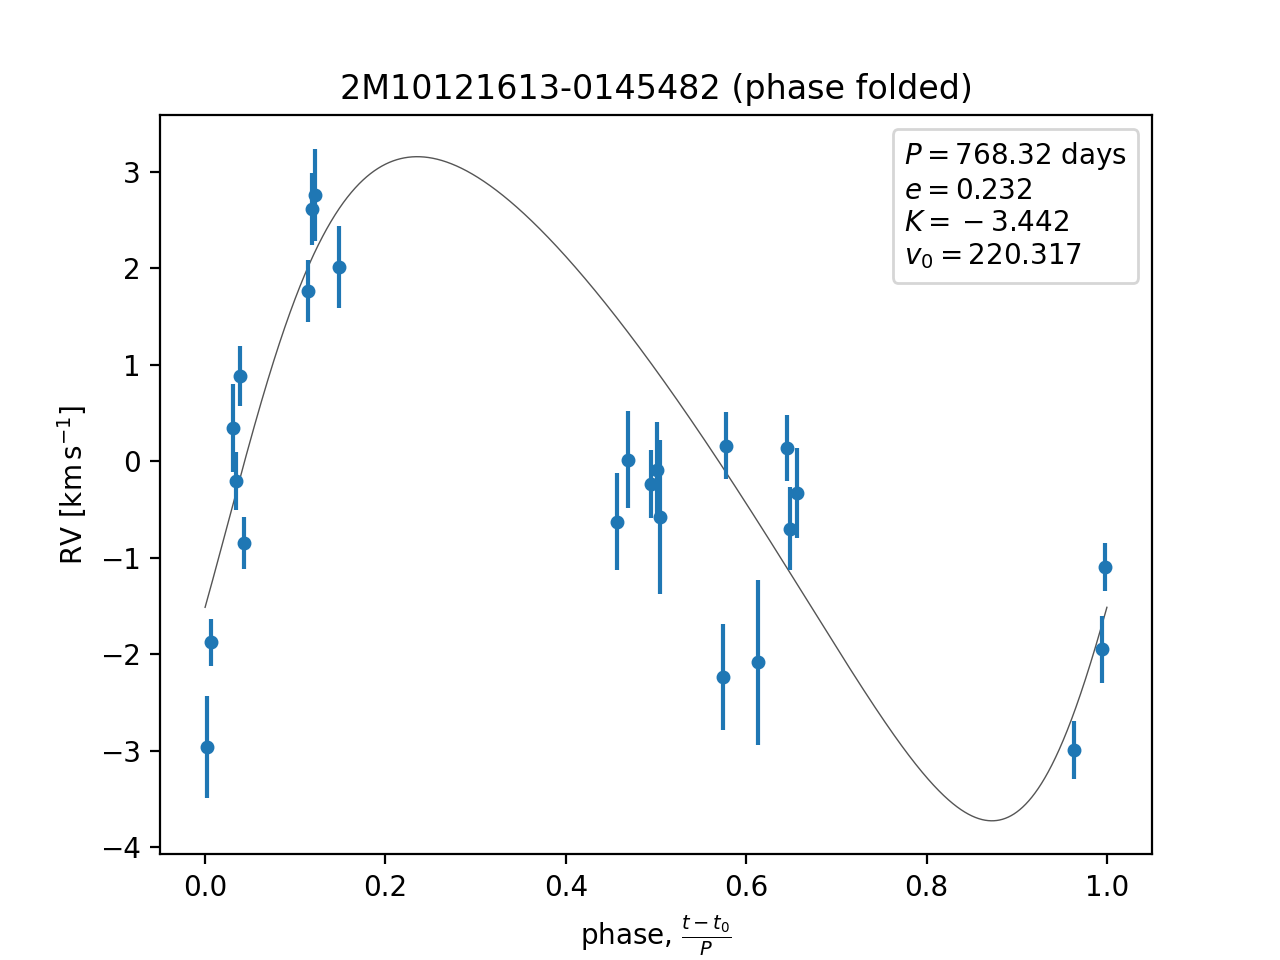 2M10121613-0145482 (phase folded)
P = 768.32 days
e = 0.232
K = − 3.442
v₀ = 220.317
RV [km s⁻¹]
3
2
1
0
−1
−2
−3
−4
0.0 0.2 0.4 0.6 0.8 1.0
phase, (t − t₀)/P